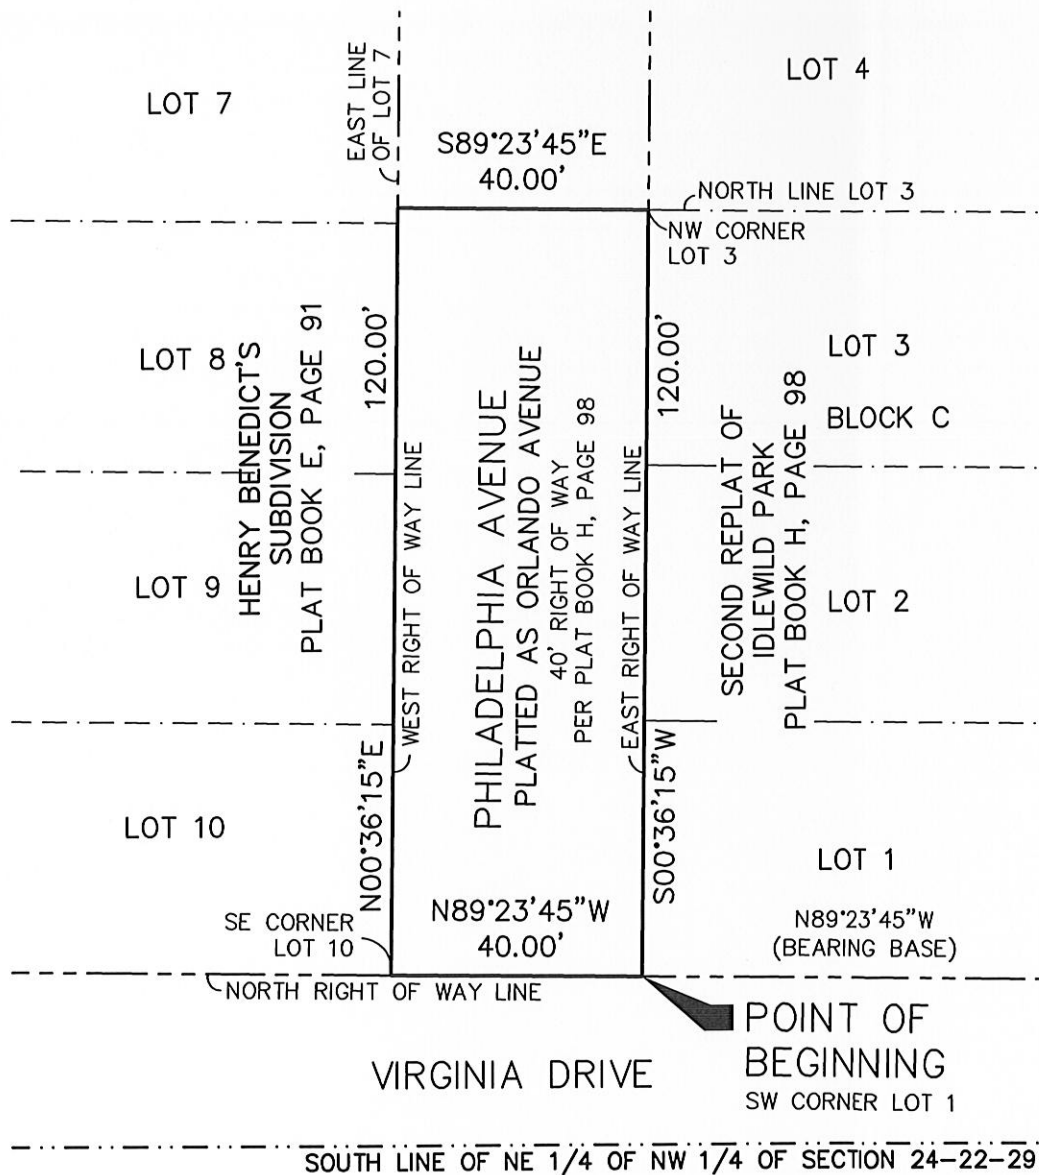 LOT 7
EAST LINE
OF LOT 7
LOT 4
S89°23'45"E
40.00'
NORTH LINE LOT 3
NW CORNER
LOT 3
LOT 8
HENRY BENEDICT'S
SUBDIVISION
PLAT BOOK E, PAGE 91
120.00'
WEST RIGHT OF WAY LINE
PHILADELPHIA AVENUE
PLATTED AS ORLANDO AVENUE
40' RIGHT OF WAY
PER PLAT BOOK H, PAGE 98
EAST RIGHT OF WAY LINE
120.00'
SECOND REPLAT OF
IDLEWILD PARK
PLAT BOOK H, PAGE 98
LOT 3
BLOCK C
LOT 9
LOT 2
LOT 10
N00°36'15"E
S00°36'15"W
LOT 1
SE CORNER
LOT 10
N89°23'45"W
40.00'
N89°23'45"W
(BEARING BASE)
NORTH RIGHT OF WAY LINE
POINT OF
BEGINNING
SW CORNER LOT 1
VIRGINIA DRIVE
SOUTH LINE OF NE 1/4 OF NW 1/4 OF SECTION 24-22-29